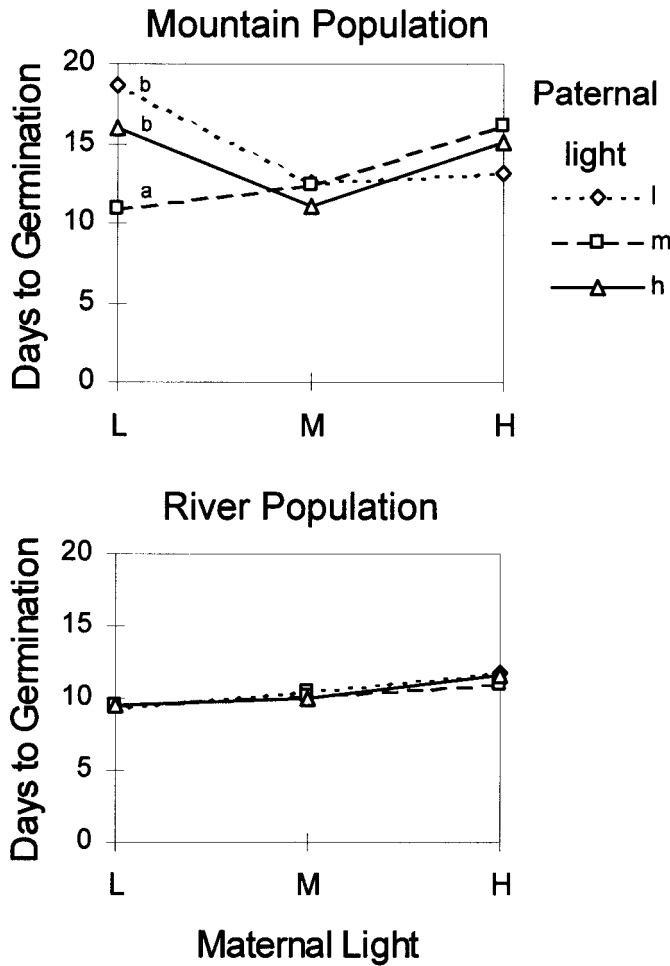 Mountain Population
20
15
10
5
0
Days to Germination
b
b
a
L M H
Paternal
light
l
m
h
River Population
20
15
10
5
0
Days to Germination
L M H
Maternal Light